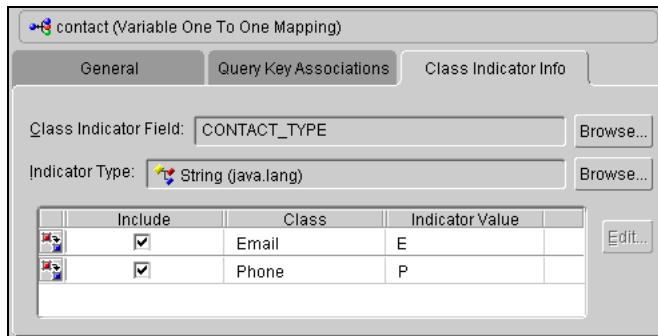 contact (Variable One To One Mapping)
General Query Key Associations Class Indicator Info
Class Indicator Field: CONTACT_TYPE Browse...
Indicator Type: String (java.lang) Browse...
Include Class Indicator Value
Email E Edit...
Phone P